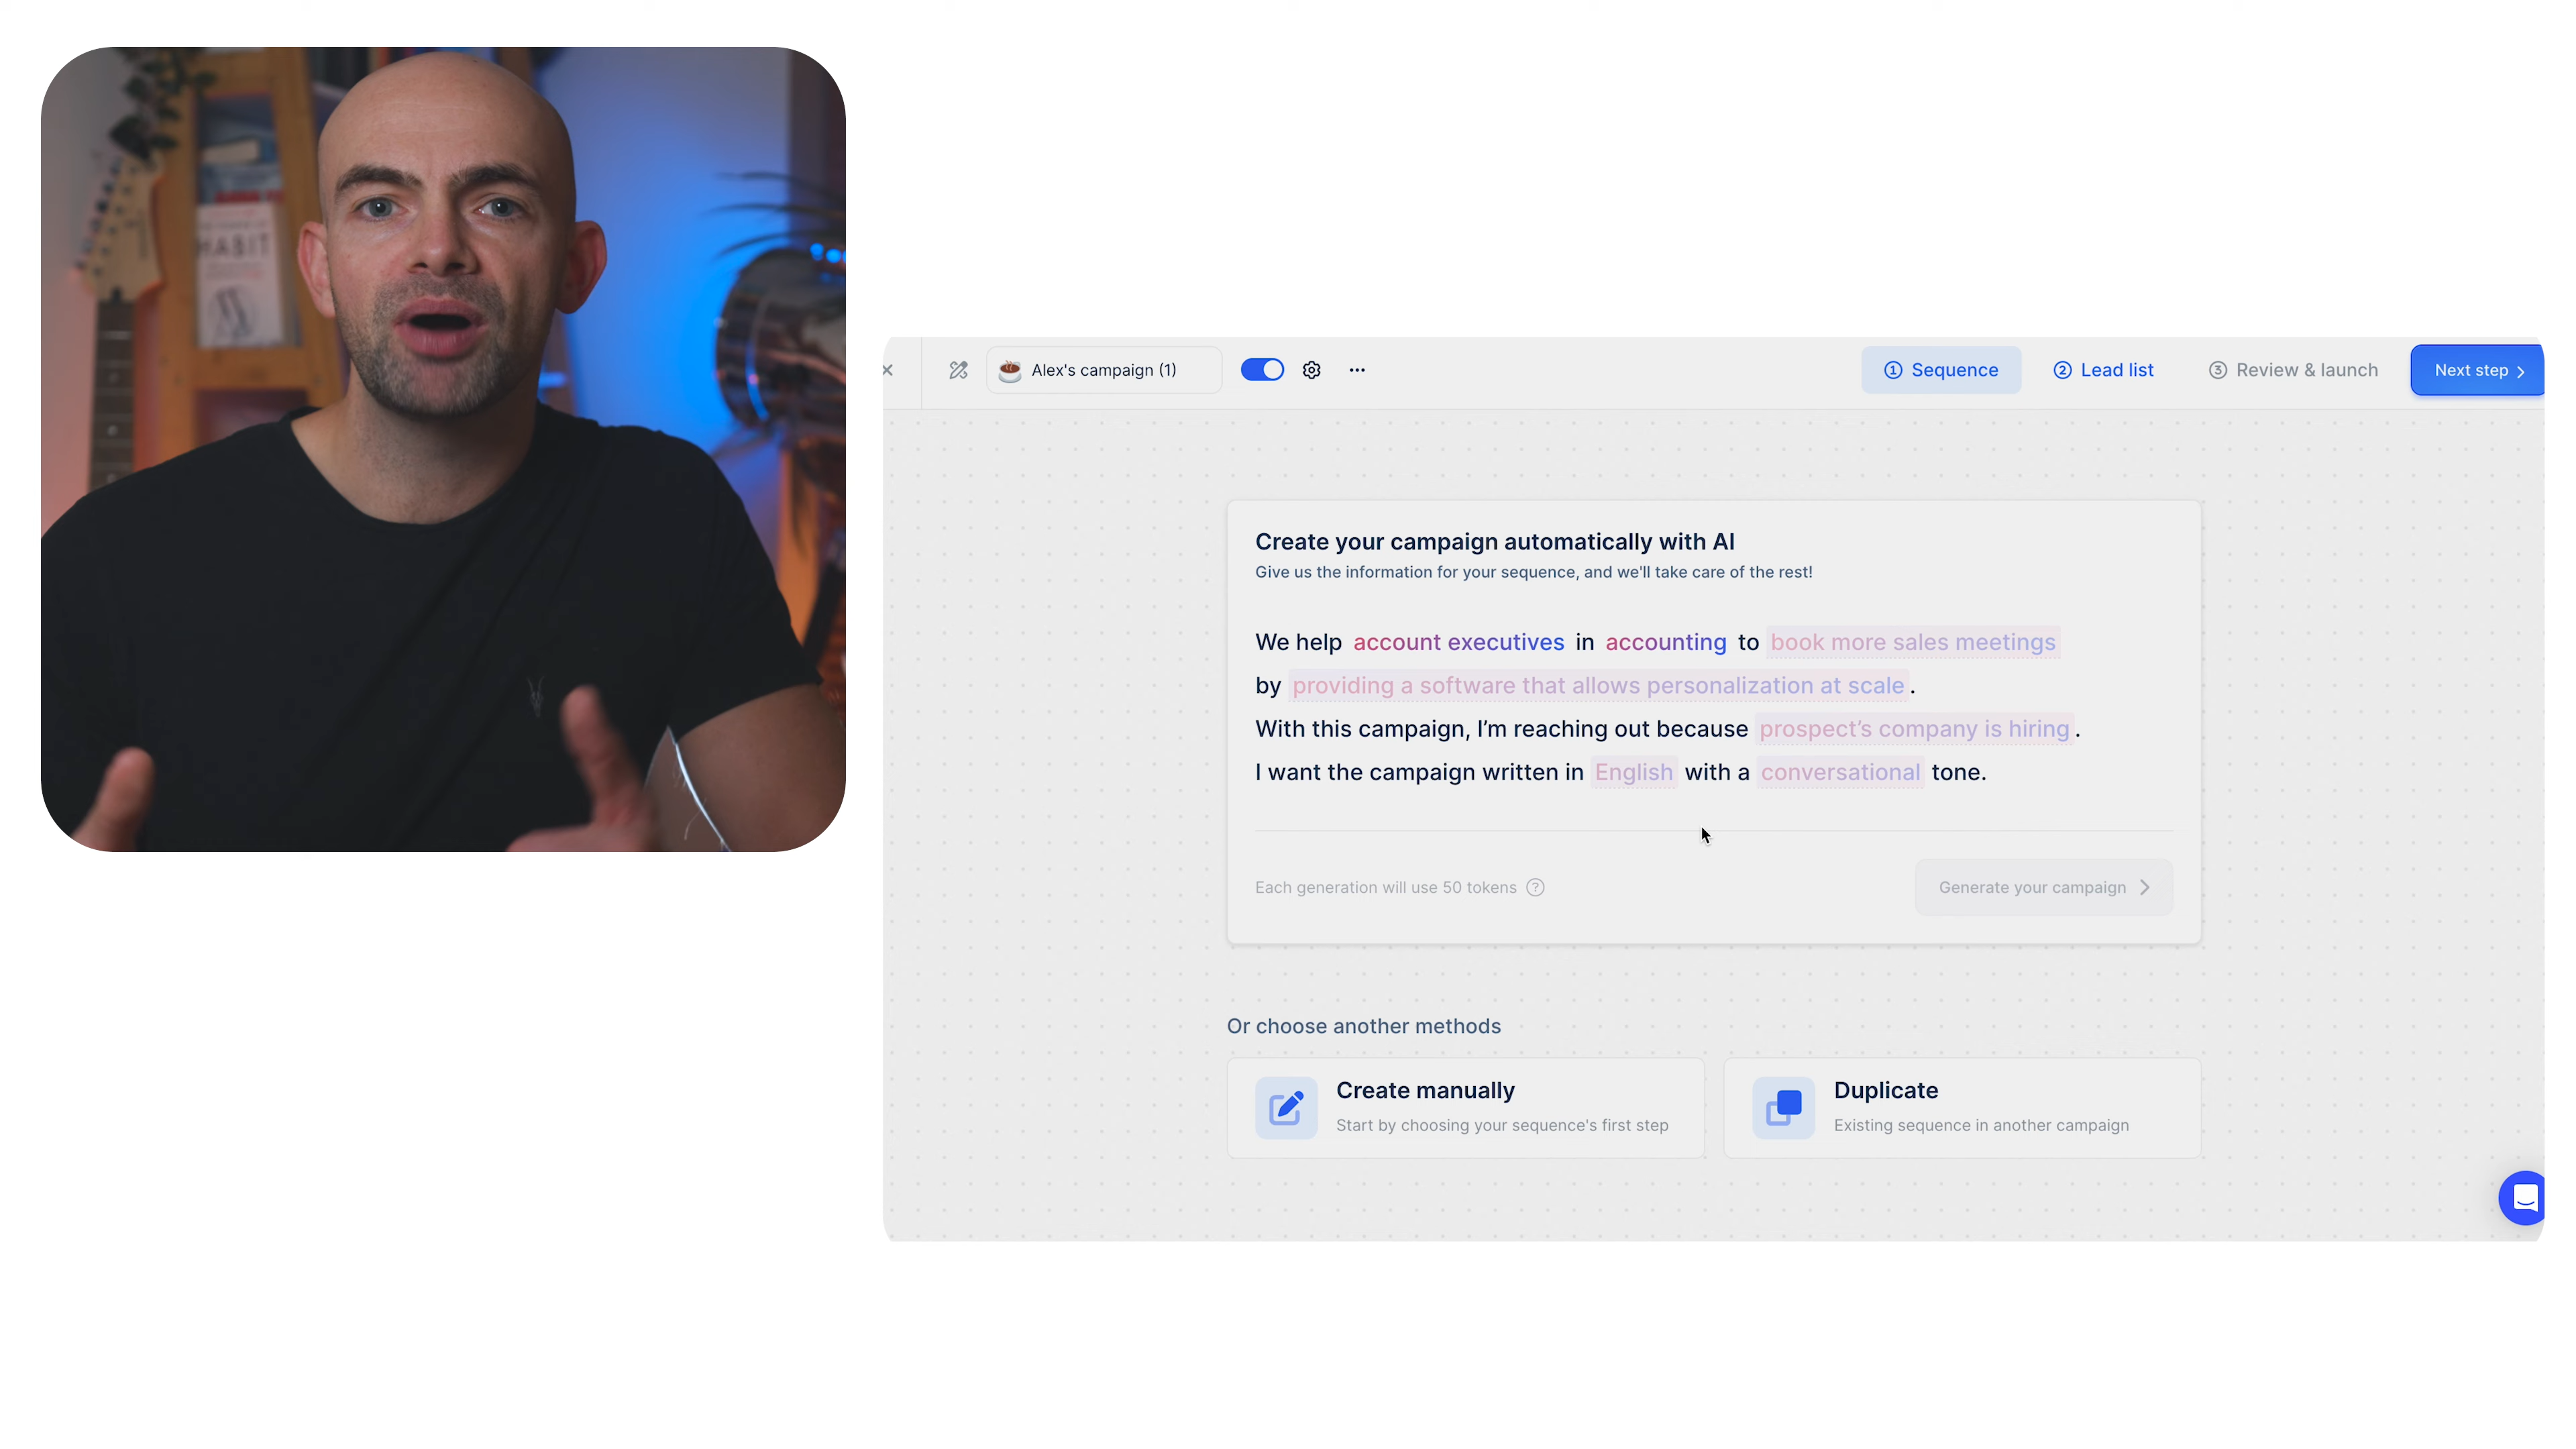 HABIT
Alex's campaign (1)
1 Sequence
2 Lead list
3 Review & launch
Next step
Create your campaign automatically with AI
Give us the information for your sequence, and we'll take care of the rest!
We help account executives in accounting to book more sales meetings
by providing a software that allows personalization at scale.
With this campaign, I’m reaching out because prospect’s company is hiring.
I want the campaign written in English with a conversational tone.
Each generation will use 50 tokens ?
Generate your campaign
Or choose another methods
Create manually
Start by choosing your sequence's first step
Duplicate
Existing sequence in another campaign